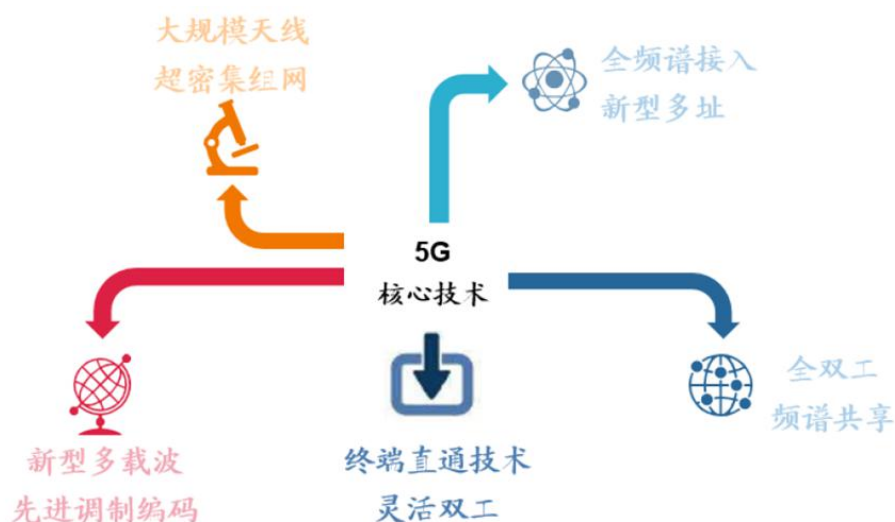 大规模天线
超密集组网
全频谱接入
新型多址
5G
核心技术
新型多载波
先进调制编码
终端直通技术
灵活双工
全双工
频谱共享